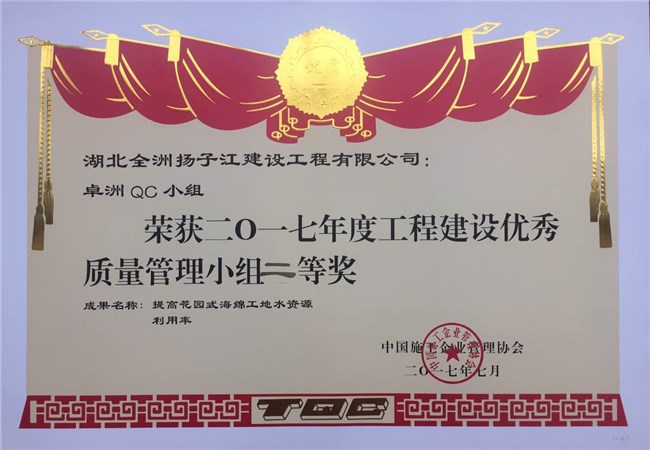 湖北全洲扬子江建设工程有限公司：
卓洲QC小组
荣获二〇一七年度工程建设优秀
质量管理小组二等奖
成果名称：提高花园式海绵工地水资源
利用率
中国施工企业管理协会
二〇一七年七月
TQC